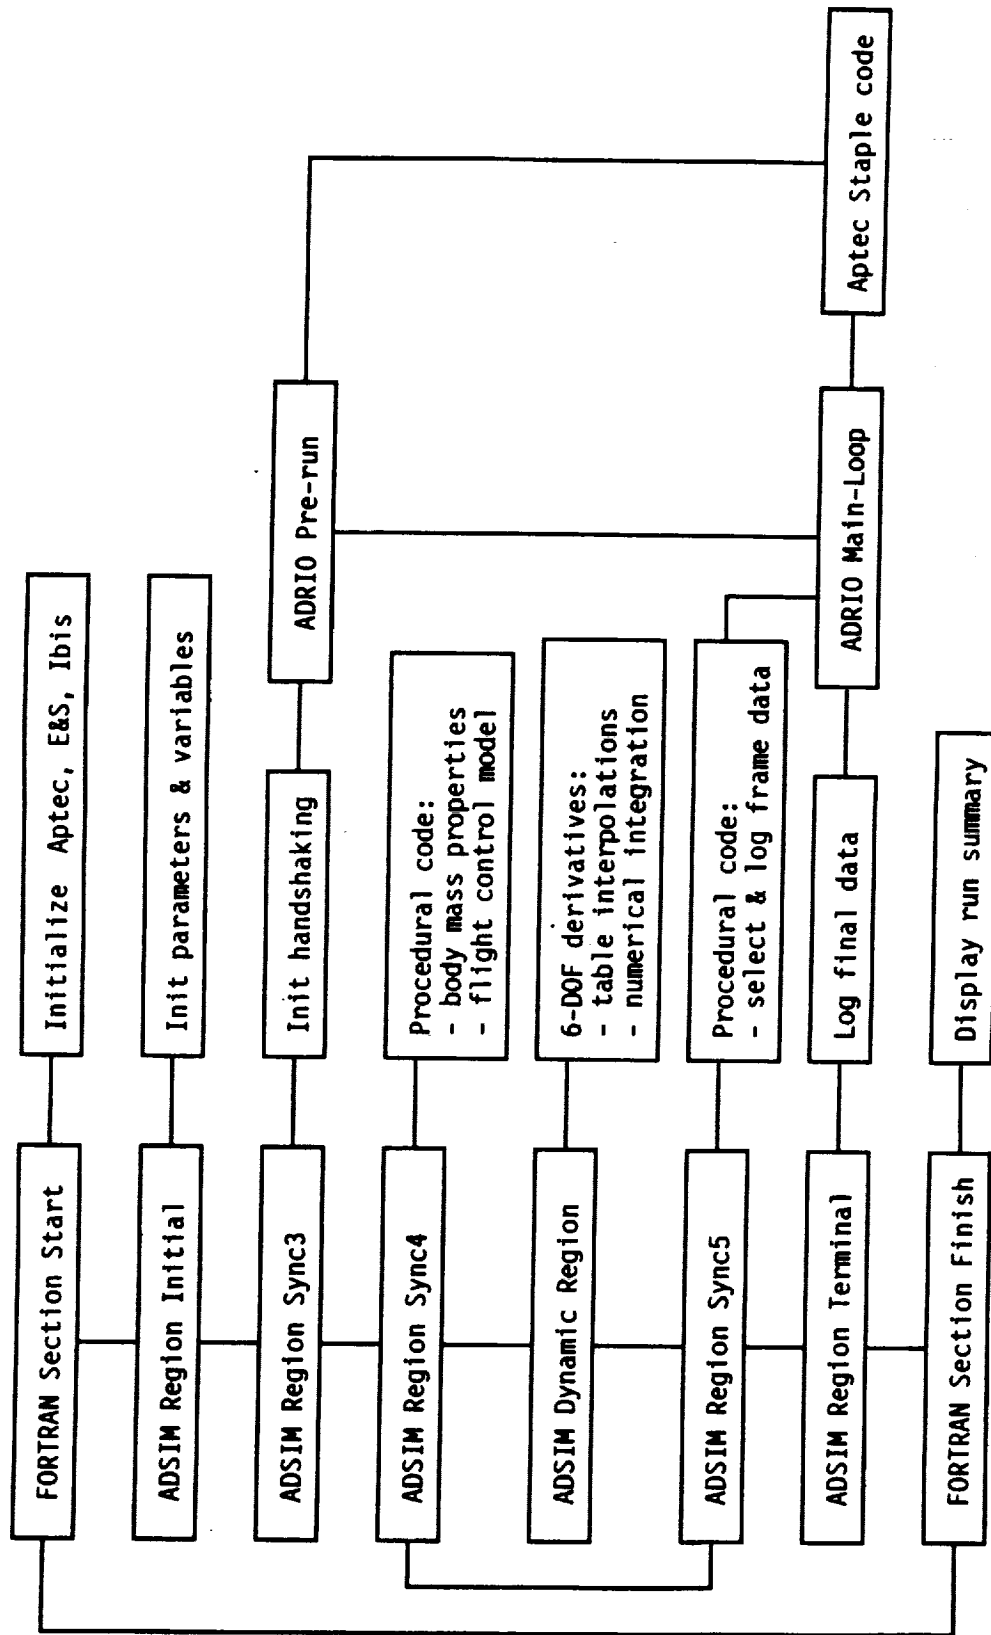 FORTRAN Section Start
Initialize Aptec, E&S, Ibis
ADSIM Region Initial
Init parameters & variables
ADSIM Region Sync3
Init handshaking
ADRIO Pre-run
ADSIM Region Sync4
Procedural code:
- body mass properties
- flight control model
ADSIM Dynamic Region
6-DOF derivatives:
- table interpolations
- numerical integration
ADSIM Region Sync5
Procedural code:
- select & log frame data
ADSIM Region Terminal
Log final data
ADRIO Main-Loop
Aptec Staple code
FORTRAN Section Finish
Display run summary